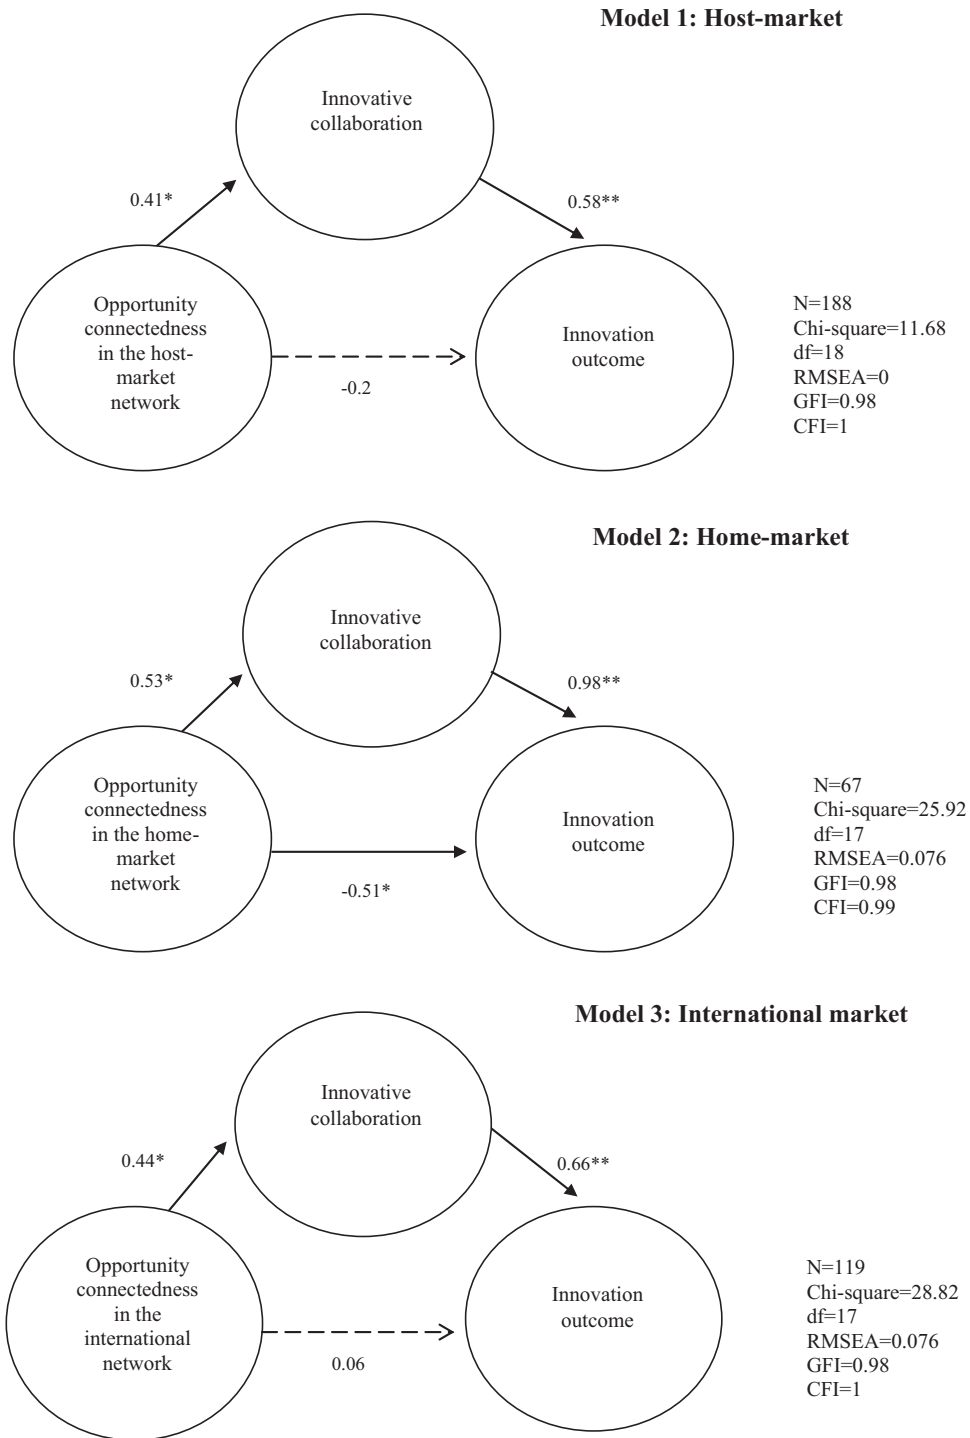 Model 1: Host-market
Innovative
collaboration
0.41*
0.58**
Opportunity
connectedness
in the host-
market
network
Innovation
outcome
-0.2
N=188
Chi-square=11.68
df=18
RMSEA=0
GFI=0.98
CFI=1
Model 2: Home-market
Innovative
collaboration
0.53*
0.98**
Opportunity
connectedness
in the home-
market
network
Innovation
outcome
-0.51*
N=67
Chi-square=25.92
df=17
RMSEA=0.076
GFI=0.98
CFI=0.99
Model 3: International market
Innovative
collaboration
0.44*
0.66**
Opportunity
connectedness
in the
international
network
Innovation
outcome
0.06
N=119
Chi-square=28.82
df=17
RMSEA=0.076
GFI=0.98
CFI=1